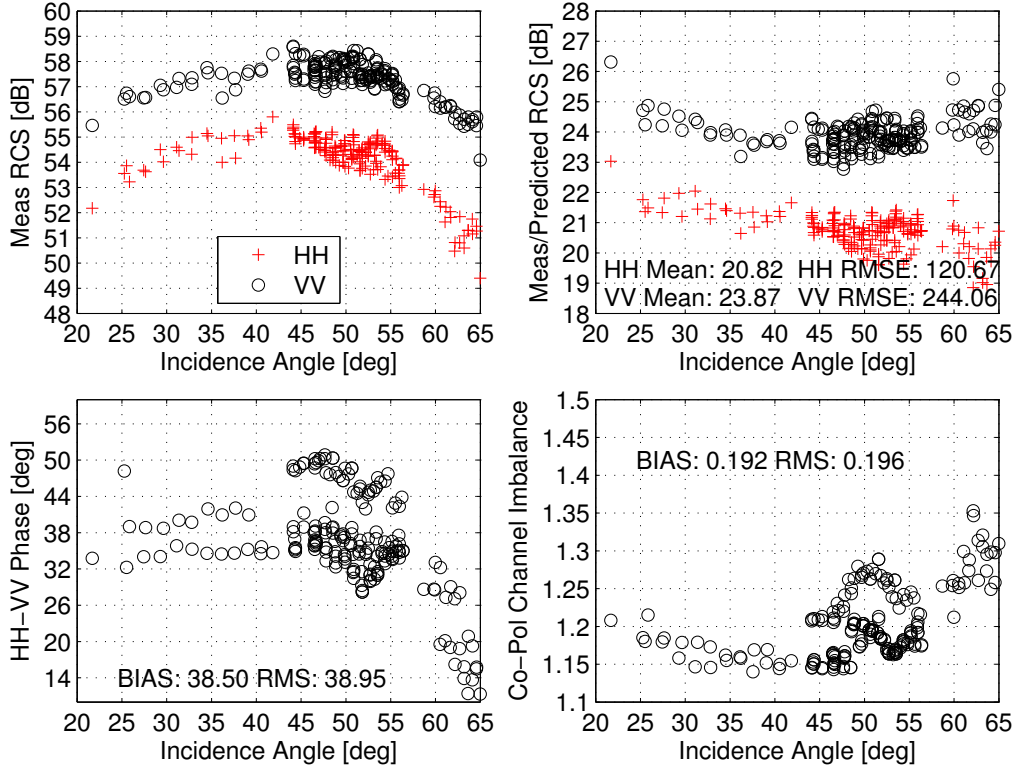 60
59
58
57
56
55
54
53
52
51
50
49
48
Meas RCS [dB]
HH
VV
20 25 30 35 40 45 50 55 60 65
Incidence Angle [deg]
28
27
26
25
24
23
22
21
20
19
18
Meas/Predicted RCS [dB]
HH Mean: 20.82 HH RMSE: 120.67
VV Mean: 23.87 VV RMSE: 244.06
20 25 30 35 40 45 50 55 60 65
Incidence Angle [deg]
56
50
44
38
32
26
20
14
HH-VV Phase [deg]
BIAS: 38.50 RMS: 38.95
20 25 30 35 40 45 50 55 60 65
Incidence Angle [deg]
1.5
1.45
1.4
1.35
1.3
1.25
1.2
1.15
1.1
Co-Pol Channel Imbalance
BIAS: 0.192 RMS: 0.196
20 25 30 35 40 45 50 55 60 65
Incidence Angle [deg]